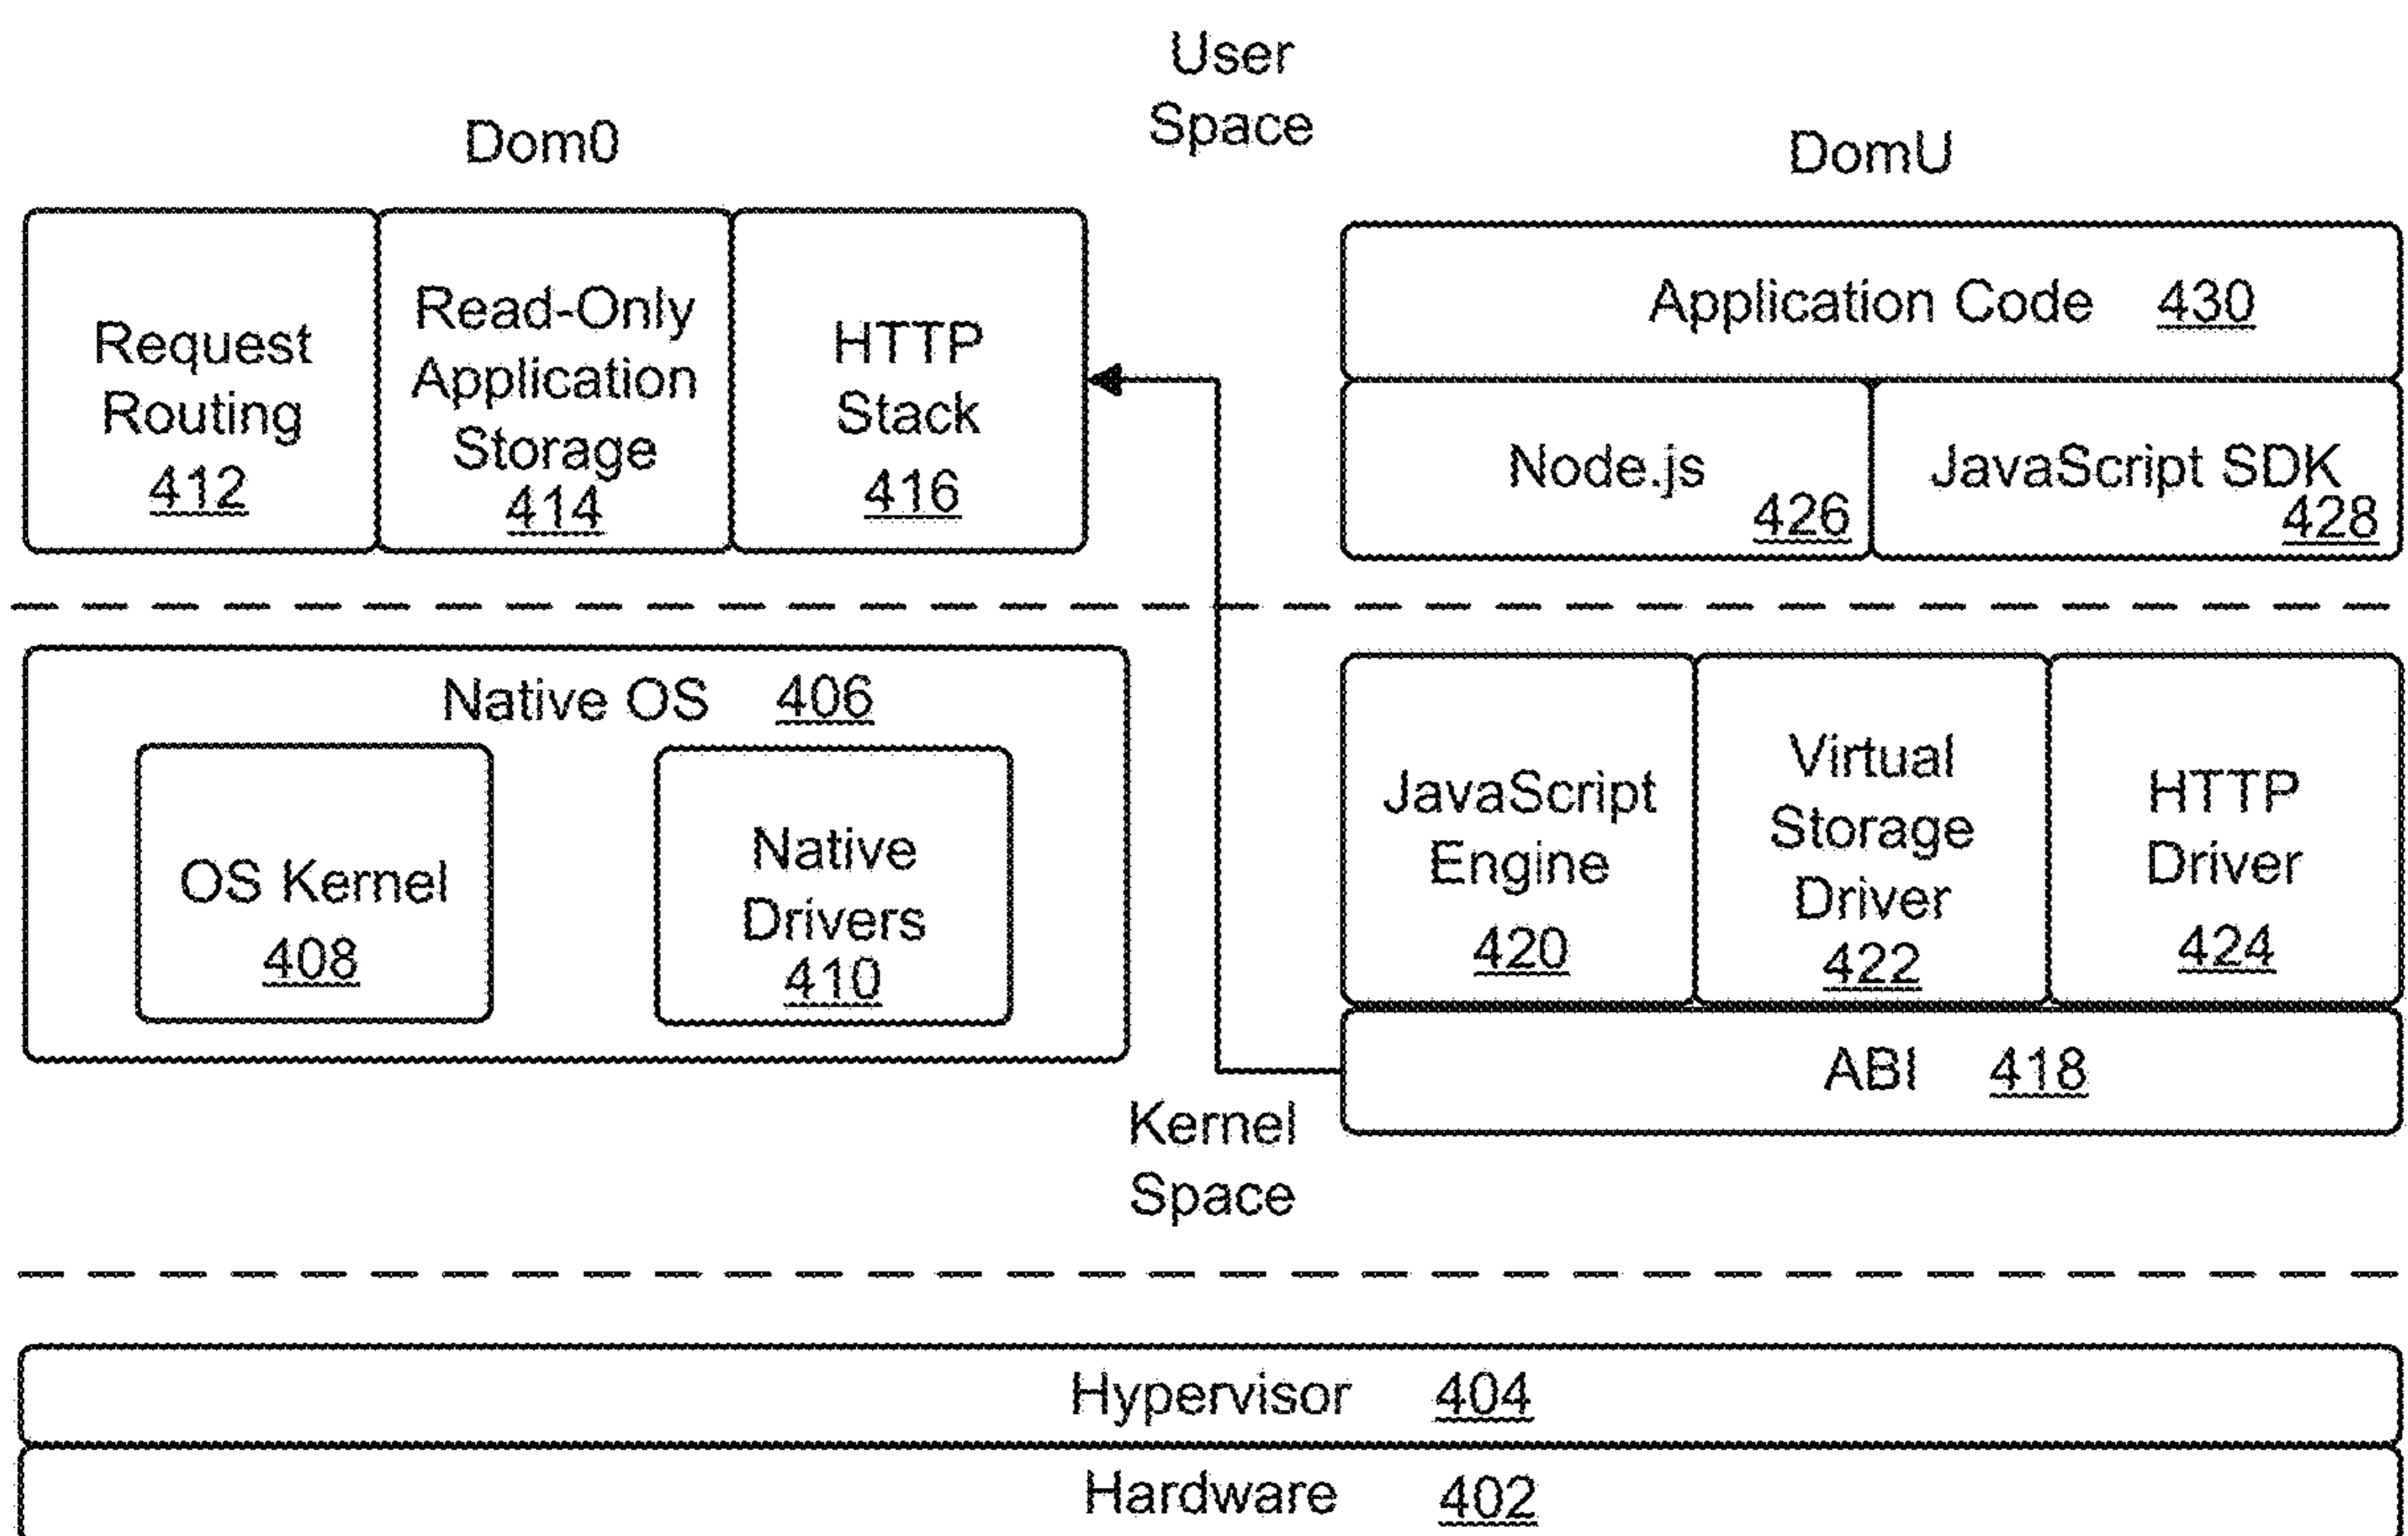 User
Space
Dom0
DomU
Request
Routing
412
Read-Only
Application
Storage
414
HTTP
Stack
416
Application Code 430
Node.js
426
JavaScript SDK
428
Native OS 406
OS Kernel
408
Native
Drivers
410
JavaScript
Engine
420
Virtual
Storage
Driver
422
HTTP
Driver
424
ABI 418
Kernel
Space
Hypervisor 404
Hardware 402